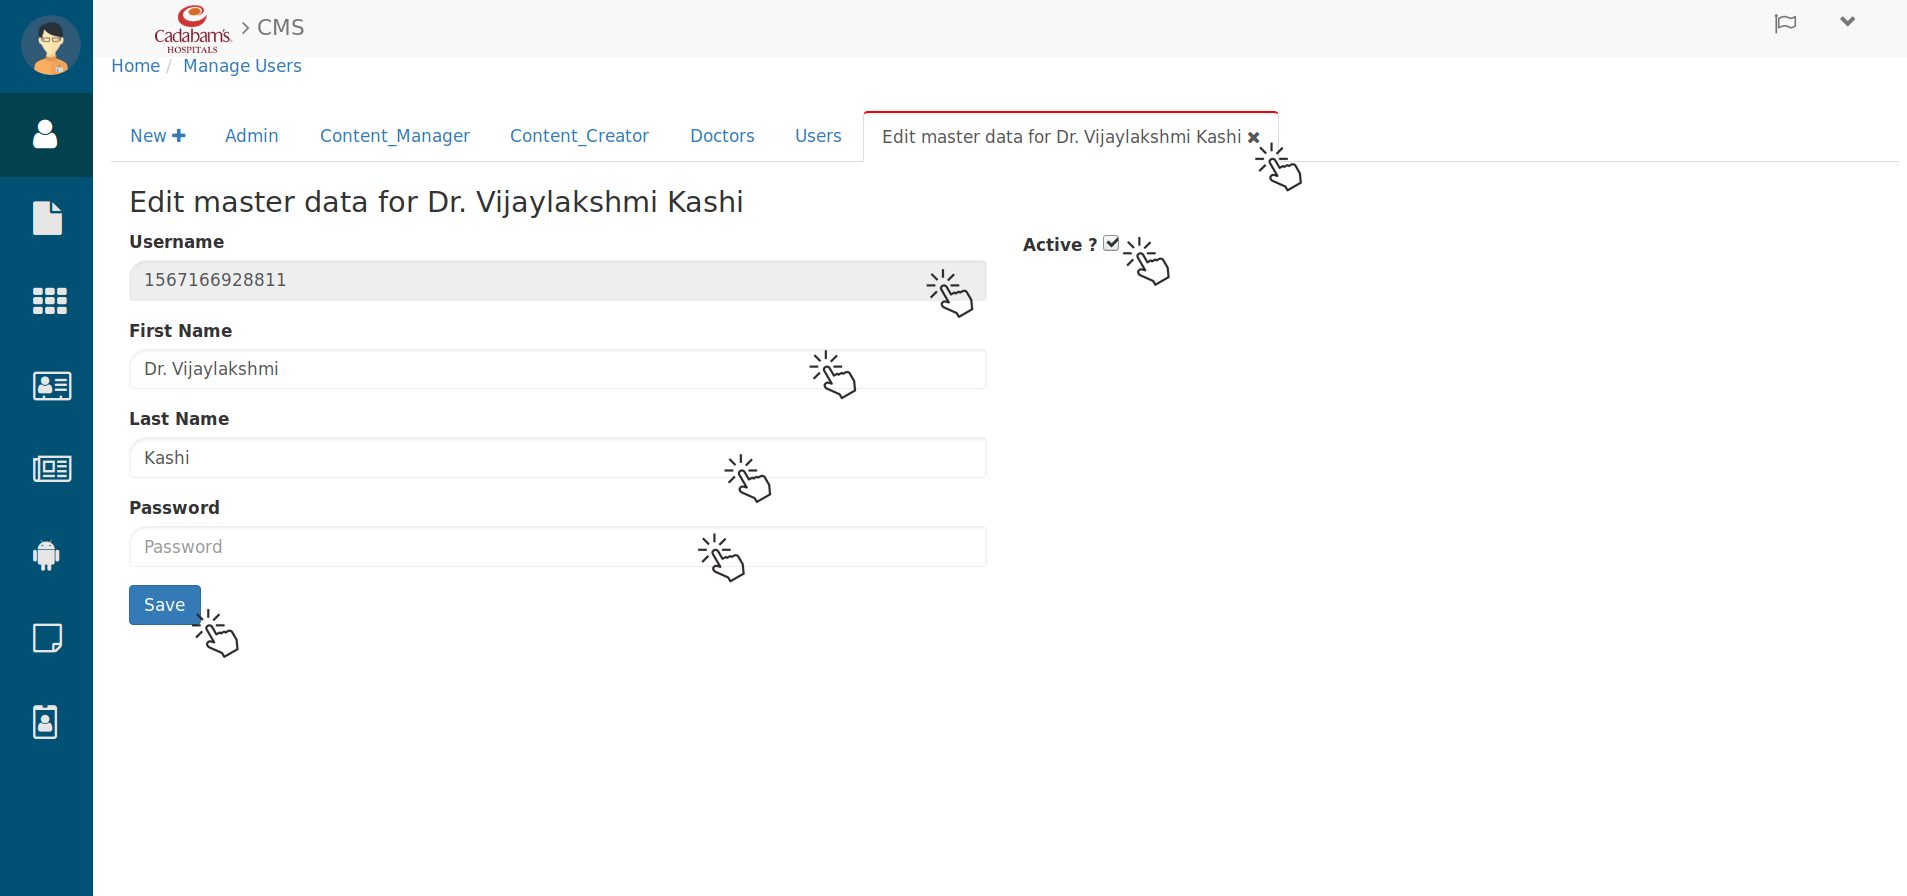 Cadabam's HOSPITALS > CMS
Home / Manage Users
New Admin Content_Manager Content_Creator Doctors Users Edit master data for Dr. Vijaylakshmi Kashi
Edit master data for Dr. Vijaylakshmi Kashi
Username
Active ?
1567166928811
First Name
Dr. Vijaylakshmi
Last Name
Kashi
Password
Password
Save